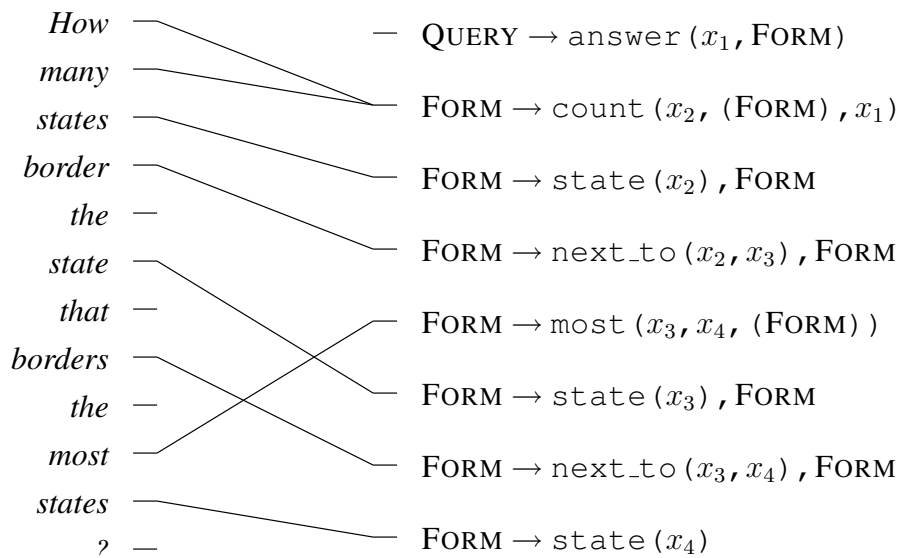 How
many
states
border
the
state
that
borders
the
most
states
?
QUERY → answer(x₁, FORM)
FORM → count(x₂, (FORM), x₁)
FORM → state(x₂), FORM
FORM → next_to(x₂, x₃), FORM
FORM → most(x₃, x₄, (FORM))
FORM → state(x₃), FORM
FORM → next_to(x₃, x₄), FORM
FORM → state(x₄)